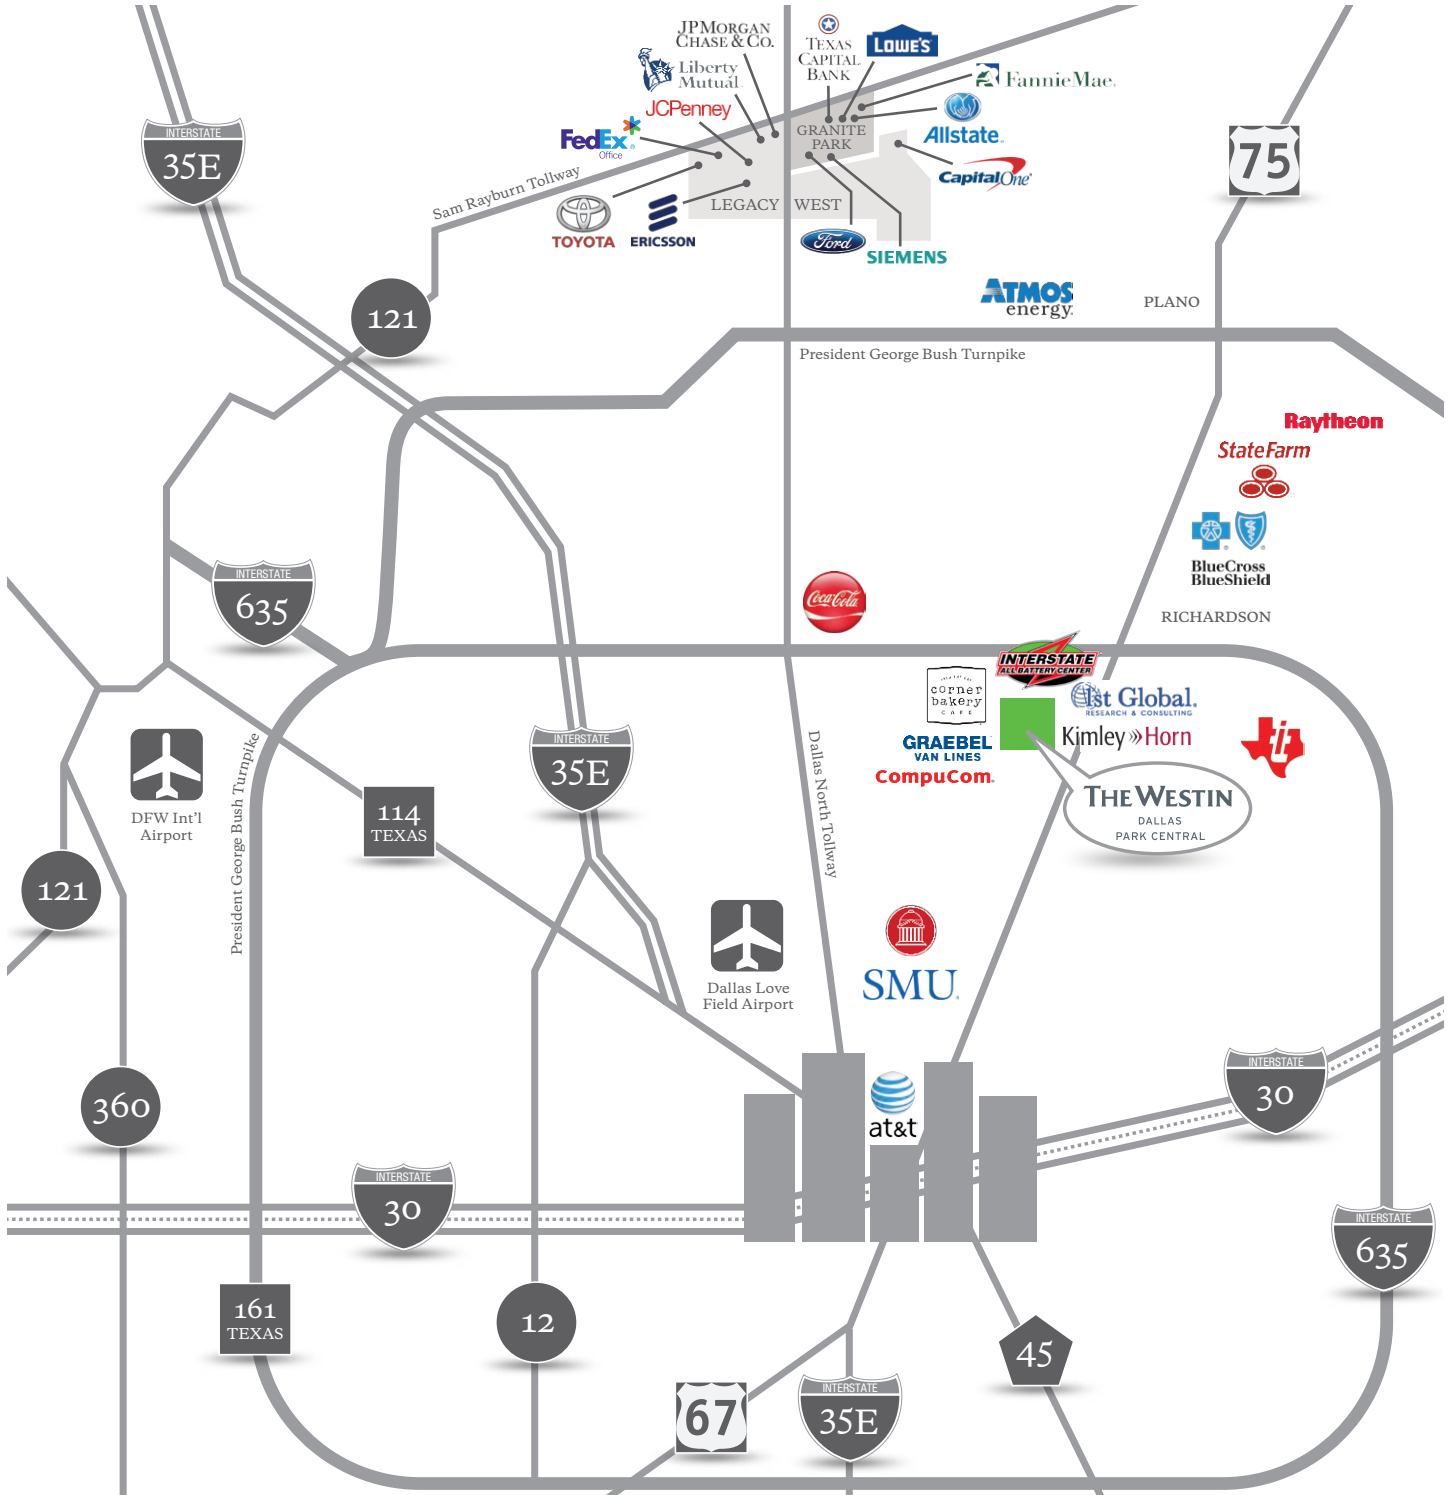 JPMORGAN
CHASE & CO.
TEXAS
CAPITAL
BANK
LOWE'S
Liberty
Mutual.
FannieMae.
JCPenney
INTERSTATE
35E
FedEx®
Office
GRANITE
PARK
Allstate.
75
CapitalOne
Sam Rayburn Tollway
LEGACY WEST
TOYOTA
ERICSSON
Ford
SIEMENS
ATMOS
energy.
PLANO
121
President George Bush Turnpike
Raytheon
StateFarm
BlueCross
BlueShield
INTERSTATE
635
Coca-Cola
RICHARDSON
INTERSTATE
ALL BATTERY CENTER
corner
bakery
CAFE
1st Global.
RESEARCH & CONSULTING
Kimley»Horn
GRAEBEL
VAN LINES
CompuCom®
ti
Dallas North Tollway
INTERSTATE
35E
President George Bush Turnpike
THE WESTIN
DALLAS
PARK CENTRAL
DFW Int'l
Airport
114
TEXAS
121
SMU®
Dallas Love
Field Airport
at&t
INTERSTATE
30
360
INTERSTATE
30
INTERSTATE
635
161
TEXAS
12
45
67
INTERSTATE
35E